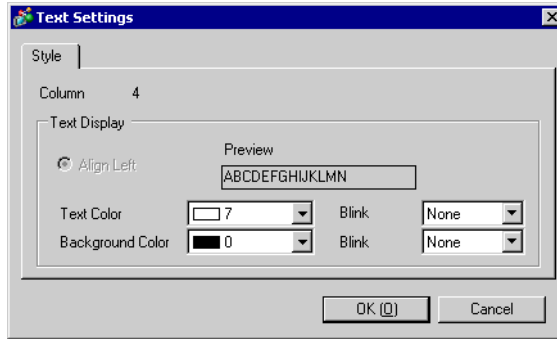 Text Settings
Style
Column 4
Text Display
Align Left
Preview
ABCDEFGHIJKLMN
Text Color 7 Blink None
Background Color 0 Blink None
OK (O) Cancel